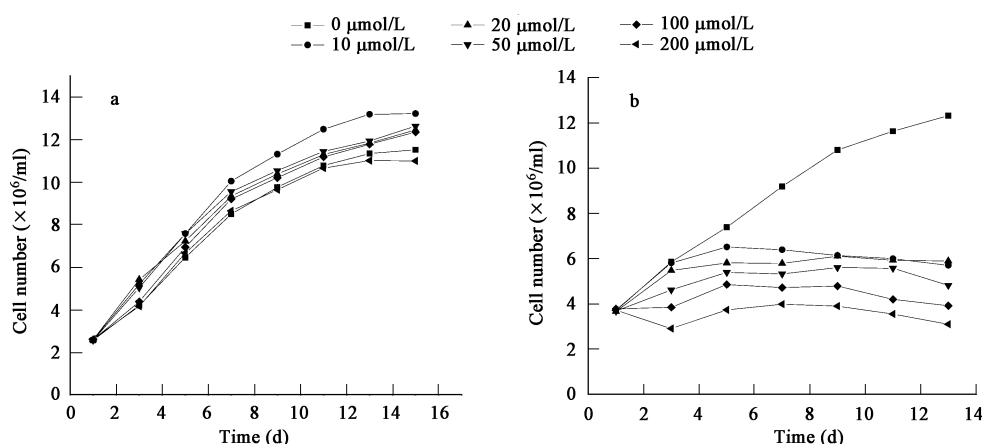 0 μmol/L 20 μmol/L 100 μmol/L
10 μmol/L 50 μmol/L 200 μmol/L
a
14
12
10
8
6
4
2
0
0 2 4 6 8 10 12 14 16
Time (d)
Cell number (×10⁶/ml)
b
14
12
10
8
6
4
2
0
0 2 4 6 8 10 12 14
Time (d)
Cell number (×10⁶/ml)